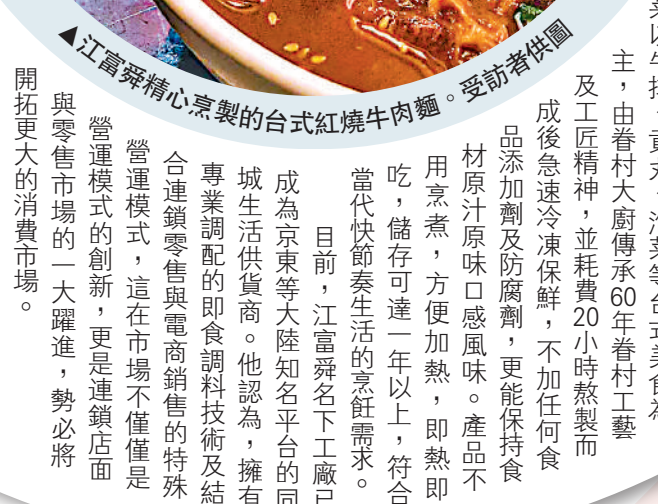 ▲江富舜精心烹製的台式紅燒牛肉麵。受訪者供圖
等台式美食為
主，由眷村大廚傳承60年眷村工藝
及工匠精神，並耗費20小時熬製而
成後急速冷凍保鮮，不加任何食
品添加劑及防腐劑，更能保持食
材原汁原味口感風味。產品不
用烹煮，方便加熱，即熱即
吃，儲存可達一年以上，符合
當代快節奏生活的烹飪需求。
目前，江富舜名下工廠已
成為京東等大陸知名平台的同
城生活供貨商。他認為，擁有
專業調配的即食調料技術及結
合連鎖零售與電商銷售的特殊
營運模式，這在市場不僅僅是
營運模式的創新，更是連鎖店面
與零售市場的一大躍進，勢必將
開拓更大的消費市場。